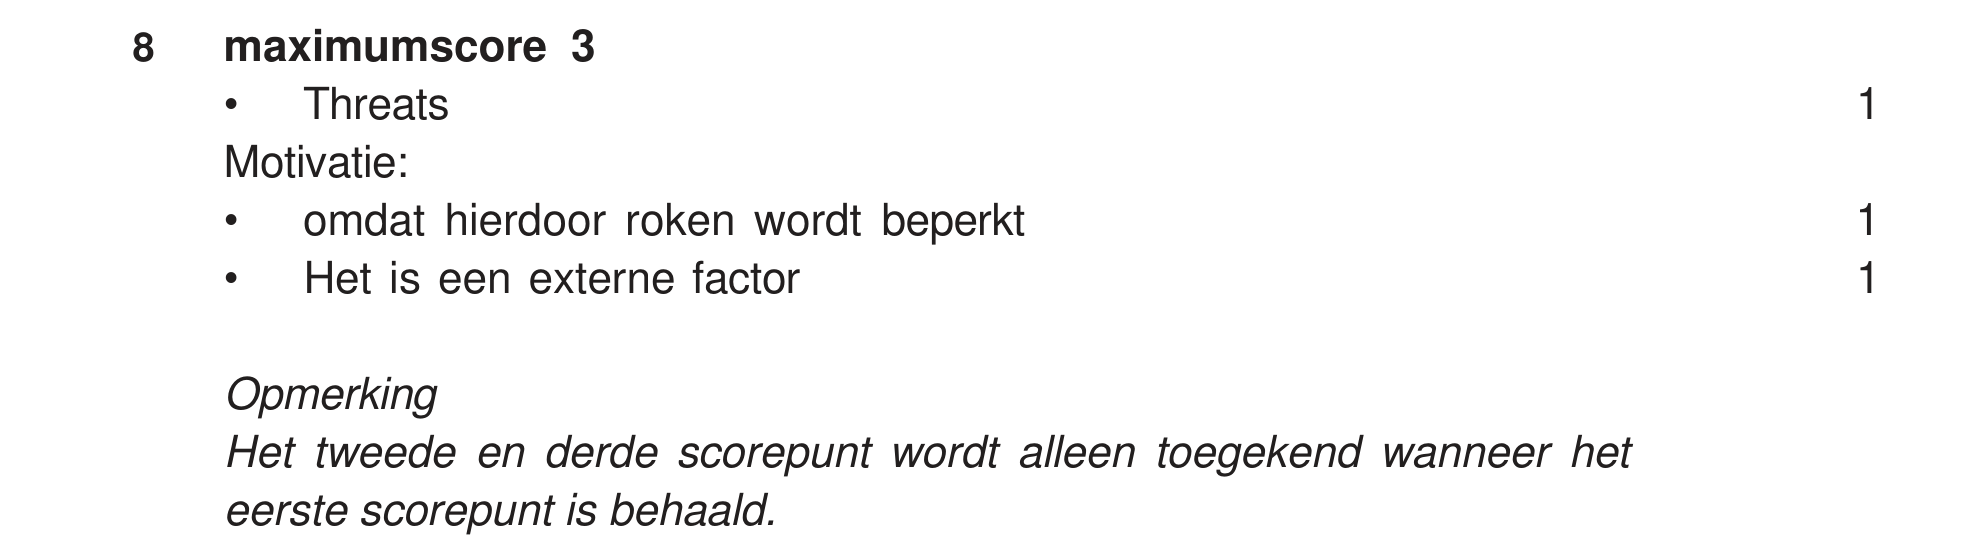 8 maximumscore 3
• Threats 1
Motivatie:
• omdat hierdoor roken wordt beperkt 1
• Het is een externe factor 1
Opmerking
Het tweede en derde scorepunt wordt alleen toegekend wanneer het
eerste scorepunt is behaald.